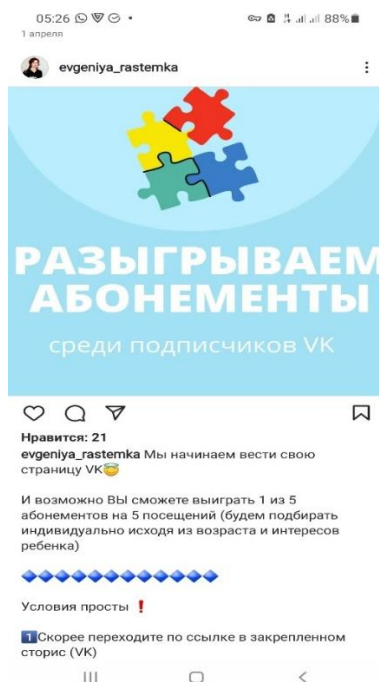 05:26 88%
1 апреля
evgeniya_rastemka
РАЗЫГРЫВАЕМ
АБОНЕМЕНТЫ
среди подписчиков VK
Нравится: 21
evgeniya_rastemka Мы начинаем вести свою
страницу VK😇
И возможно ВЫ сможете выиграть 1 из 5
абонементов на 5 посещений (будем подбирать
индивидуально исходя из возраста и интересов
ребенка)
🔷🔷🔷🔷🔷🔷🔷🔷🔷🔷🔷🔷
Условия просты ❗
1️⃣Скорее переходите по ссылке в закрепленном
сторис (VK)